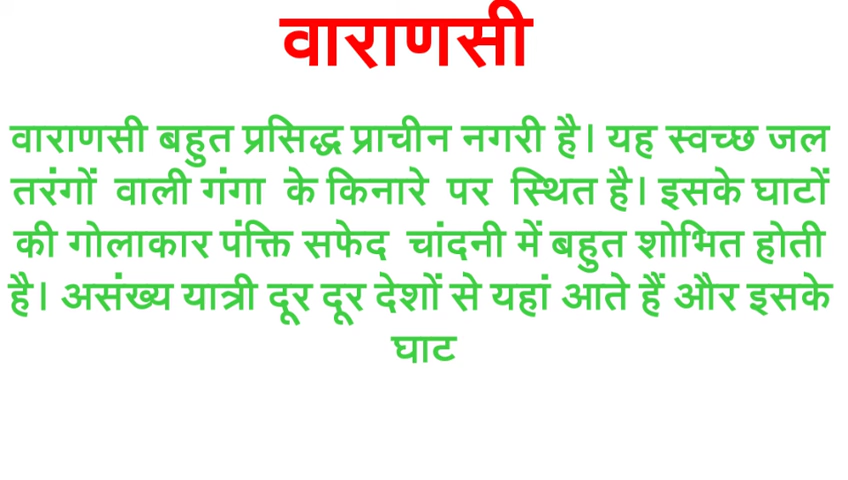 वाराणसी
वाराणसी बहुत प्रसिद्ध प्राचीन नगरी है। यह स्वच्छ जल
तरंगों वाली गंगा के किनारे पर स्थित है। इसके घाटों
की गोलाकार पंक्ति सफेद चांदनी में बहुत शोभित होती
है। असंख्य यात्री दूर दूर देशों से यहां आते हैं और इसके
घाट